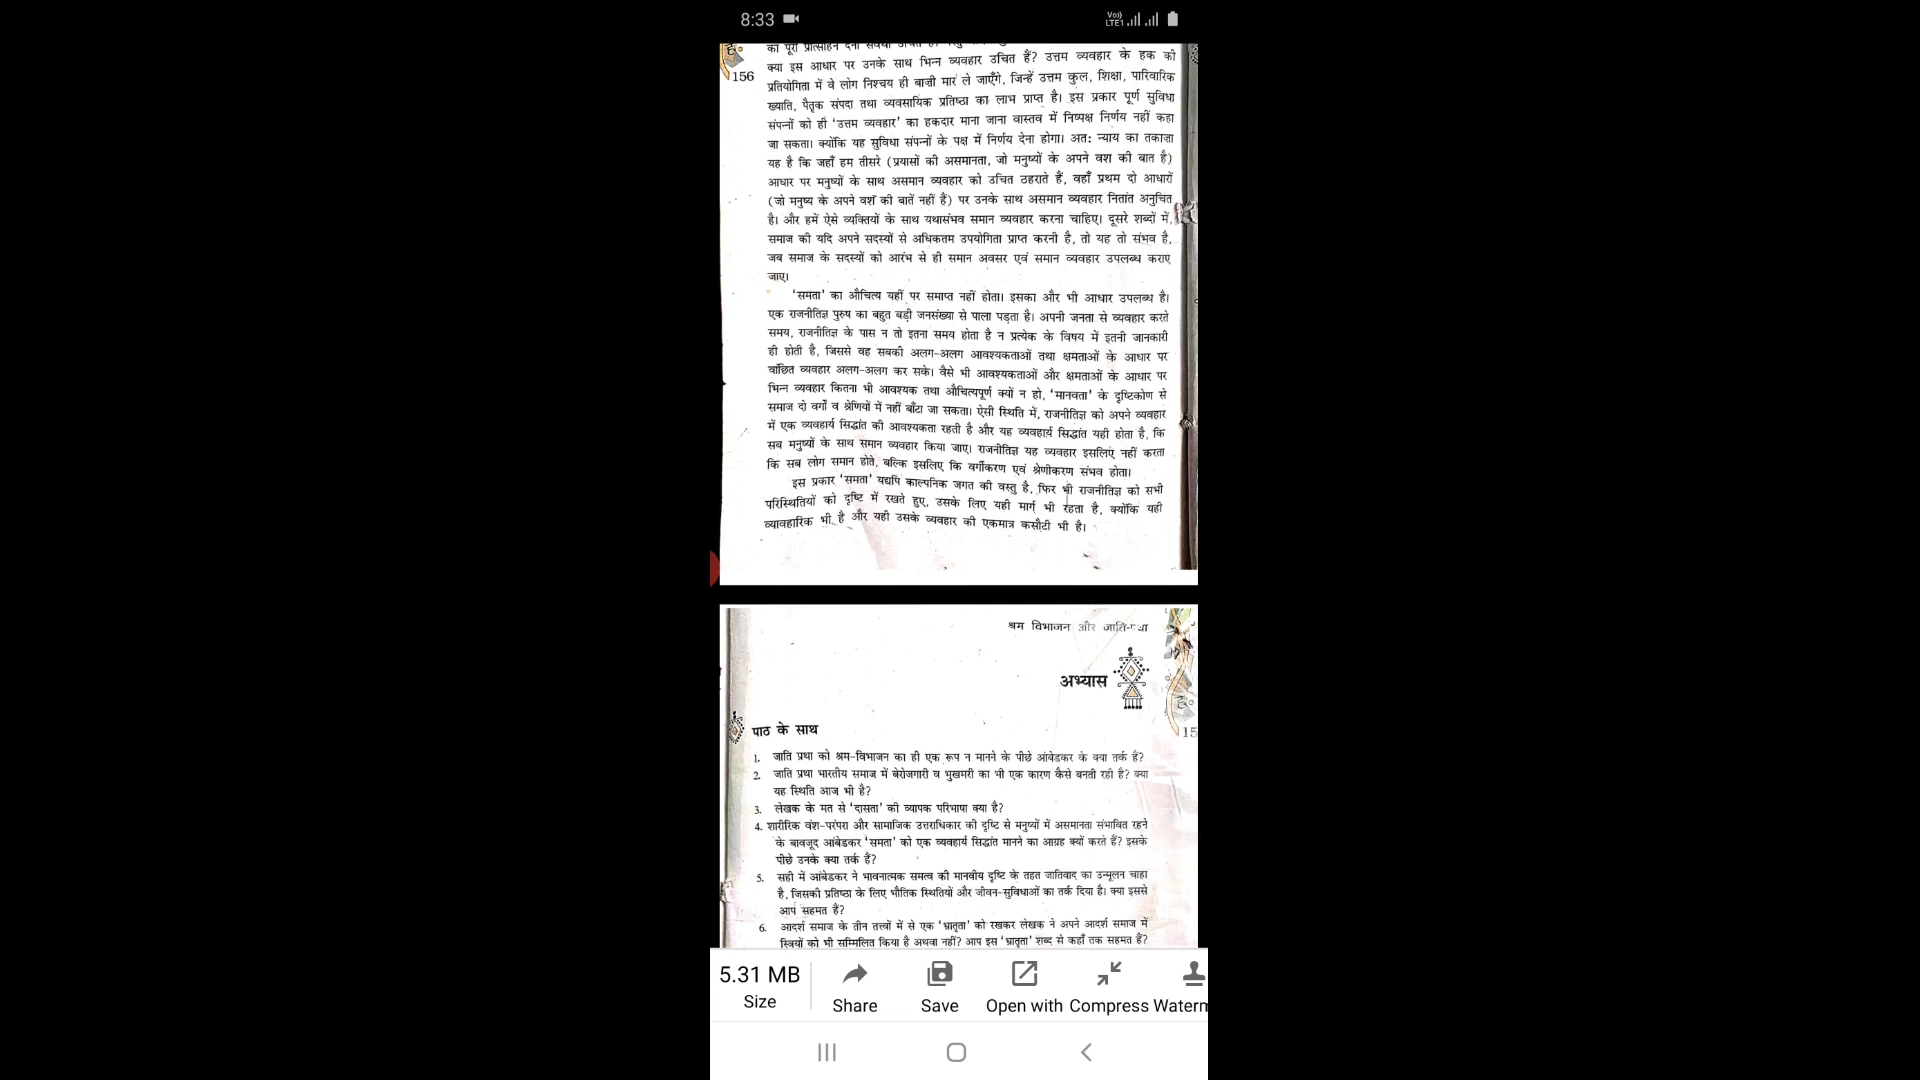 8:33
Vo)) LTE1
156
क्या इस आधार पर उनके साथ भिन्न व्यवहार उचित हैं? उत्तम व्यवहार के हक की
प्रतियोगिता में वे लोग निश्चय ही बाज़ी मार ले जाएँगे, जिन्हें उत्तम कुल, शिक्षा, पारिवारिक
ख्याति, पैतृक संपदा तथा व्यवसायिक प्रतिष्ठा का लाभ प्राप्त है। इस प्रकार पूर्ण सुविधा
संपन्नों को ही ‘उत्तम व्यवहार’ का हकदार माना जाना वास्तव में निष्पक्ष निर्णय नहीं कहा
जा सकता। क्योंकि यह सुविधा संपन्नों के पक्ष में निर्णय देना होगा। अत: न्याय का तकाज़ा
यह है कि जहाँ हम तीसरे (प्रयासों की असमानता, जो मनुष्यों के अपने वश की बात है)
आधार पर मनुष्यों के साथ असमान व्यवहार को उचित ठहराते हैं, वहाँ प्रथम दो आधारों
(जो मनुष्य के अपने वश की बातें नहीं हैं) पर उनके साथ असमान व्यवहार नितांत अनुचित
है। और हमें ऐसे व्यक्तियों के साथ यथासंभव समान व्यवहार करना चाहिए। दूसरे शब्दों में,
समाज की यदि अपने सदस्यों से अधिकतम उपयोगिता प्राप्त करनी है, तो यह तो संभव है,
जब समाज के सदस्यों को आरंभ से ही समान अवसर एवं समान व्यवहार उपलब्ध कराए
जाए।
‘समता’ का औचित्य यहीं पर समाप्त नहीं होता। इसका और भी आधार उपलब्ध है।
एक राजनीतिज्ञ पुरुष का बहुत बड़ी जनसंख्या से पाला पड़ता है। अपनी जनता से व्यवहार करते
समय, राजनीतिज्ञ के पास न तो इतना समय होता है न प्रत्येक के विषय में इतनी जानकारी
ही होती है, जिससे वह सबकी अलग-अलग आवश्यकताओं तथा क्षमताओं के आधार पर
वांछित व्यवहार अलग-अलग कर सके। वैसे भी आवश्यकताओं और क्षमताओं के आधार पर
भिन्न व्यवहार कितना भी आवश्यक तथा औचित्यपूर्ण क्यों न हो, ‘मानवता’ के दृष्टिकोण से
समाज दो वर्गों व श्रेणियों में नहीं बाँटा जा सकता। ऐसी स्थिति में, राजनीतिज्ञ को अपने व्यवहार
में एक व्यवहार्य सिद्धांत की आवश्यकता रहती है और यह व्यवहार्य सिद्धांत यही होता है, कि
सब मनुष्यों के साथ समान व्यवहार किया जाए। राजनीतिज्ञ यह व्यवहार इसलिए नहीं करता
कि सब लोग समान होते, बल्कि इसलिए कि वर्गीकरण एवं श्रेणीकरण संभव होता।
इस प्रकार ‘समता’ यद्यपि काल्पनिक जगत की वस्तु है, फिर भी राजनीतिज्ञ को सभी
परिस्थितियों को दृष्टि में रखते हुए, उसके लिए यही मार्ग भी रहता है, क्योंकि यही
व्यावहारिक भी है और यही उसके व्यवहार की एकमात्र कसौटी भी है।
श्रम विभाजन और जाति-प्रथा
अभ्यास
15
पाठ के साथ
1. जाति प्रथा को श्रम-विभाजन का ही एक रूप न मानने के पीछे आंबेडकर के क्या तर्क हैं?
2. जाति प्रथा भारतीय समाज में बेरोजगारी व भुखमरी का भी एक कारण कैसे बनती रही है? क्या
यह स्थिति आज भी है?
3. लेखक के मत से ‘दासता’ की व्यापक परिभाषा क्या है?
4. शारीरिक वंश-परंपरा और सामाजिक उत्तराधिकार की दृष्टि से मनुष्यों में असमानता संभावित रहने
के बावजूद आंबेडकर ‘समता’ को एक व्यवहार्य सिद्धांत मानने का आग्रह क्यों करते हैं? इसके
पीछे उनके क्या तर्क हैं?
5. सही में आंबेडकर ने भावनात्मक समत्व की मानवीय दृष्टि के तहत जातिवाद का उन्मूलन चाहा
है, जिसकी प्रतिष्ठा के लिए भौतिक स्थितियों और जीवन-सुविधाओं का तर्क दिया है। क्या इससे
आप सहमत हैं?
6. आदर्श समाज के तीन तत्त्वों में से एक ‘भ्रातृता’ को रखकर लेखक ने अपने आदर्श समाज में
स्त्रियों को भी सम्मिलित किया है अथवा नहीं? आप इस ‘भ्रातृता’ शब्द से कहाँ तक सहमत हैं?
5.31 MB
Size
Share
Save
Open with
Compress
Waterm